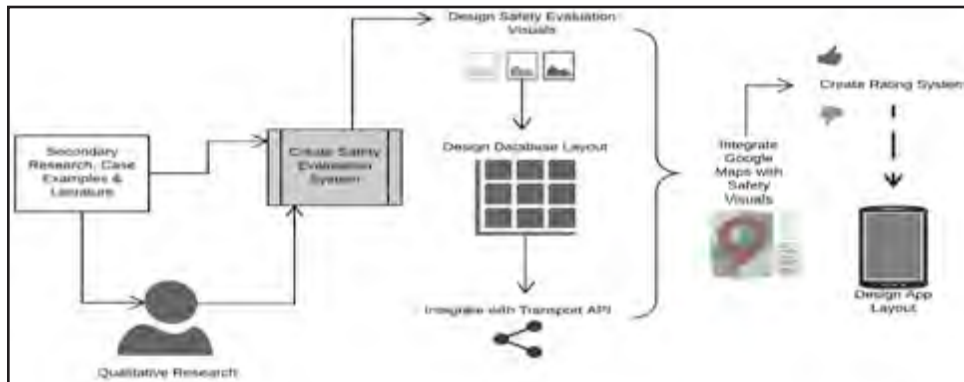 Secondary
Research, Case
Examples &
Literature
Qualitative Research
Create Safety
Evaluation
System
Design Safety Evaluation
Visuals
Design Database Layout
Integrate with Transport API
Integrate
Google
Maps with
Safety
Visuals
Create Rating System
Design App
Layout